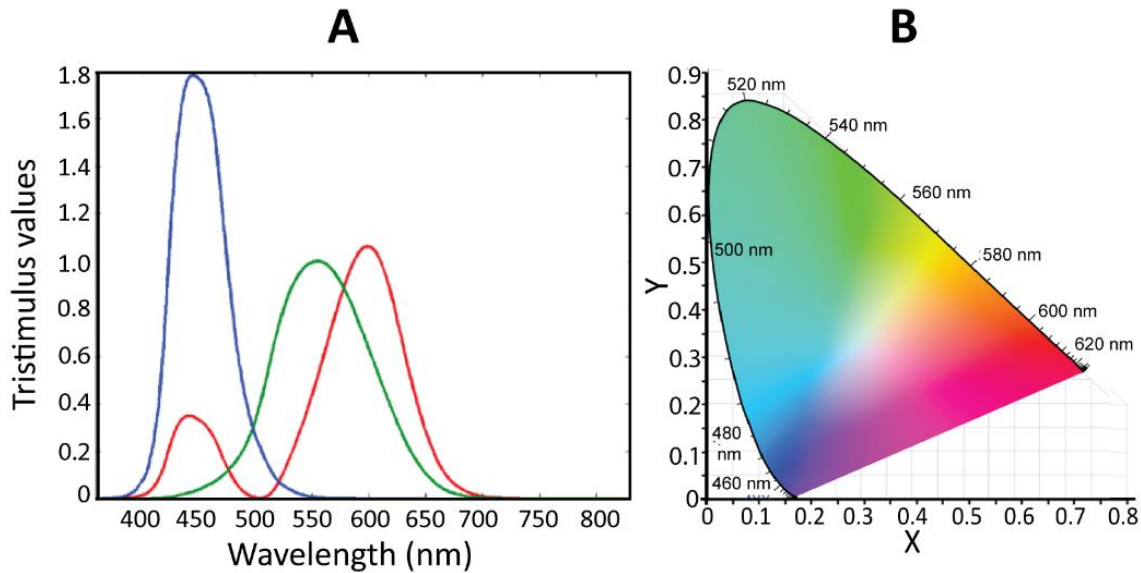 A
B
1.8
1.6
1.4
1.2
1.0
0.8
0.6
0.4
0.2
0
Tristimulus values
400 450 500 550 600 650 700 750 800
Wavelength (nm)
0.9
0.8
0.7
0.6
0.5
0.4
0.3
0.2
0.1
0
Y
520 nm
540 nm
560 nm
500 nm
580 nm
600 nm
620 nm
480
nm
460 nm
0 0.1 0.2 0.3 0.4 0.5 0.6 0.7 0.8
X